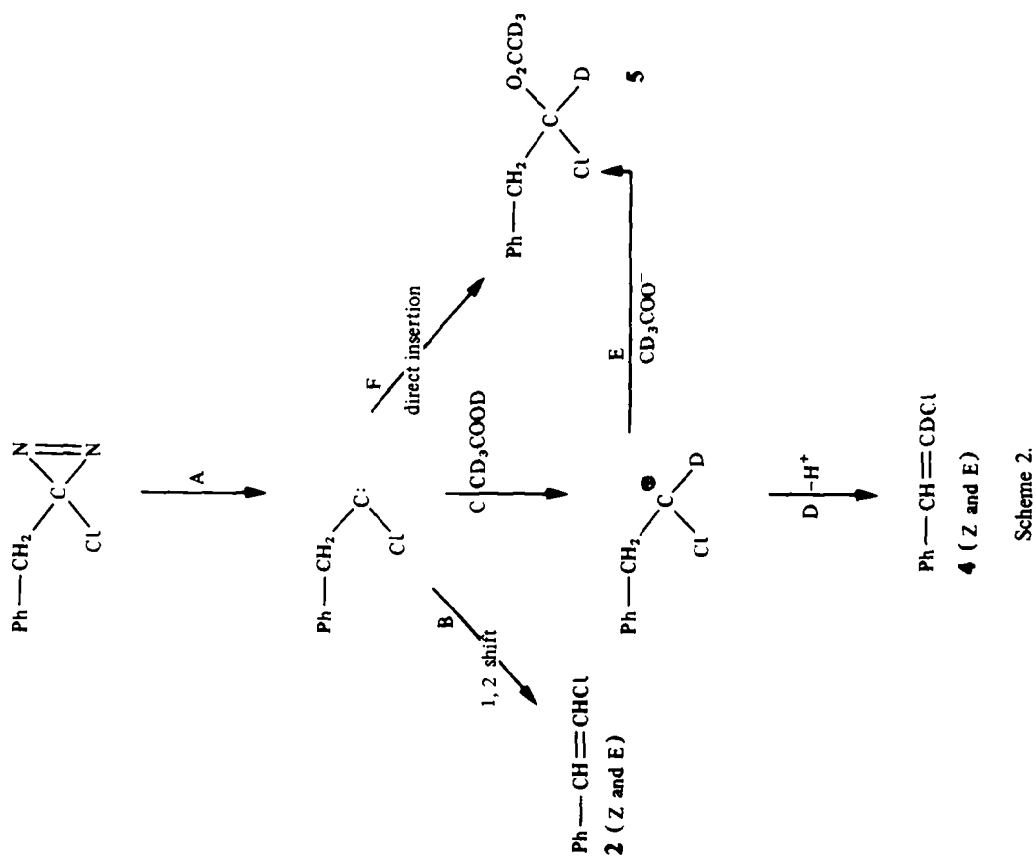 Ph—CH₂
C
N
N
Cl
A
Ph—CH₂
C:
Cl
F
direct insertion
O₂CCD₃
Ph—CH₂
C
Cl
D
5
B
1, 2 shift
C
CD₃COOD
Ph—CH=CHCl
2 ( Z and E )
Ph—CH₂
⊕
C
Cl
D
E
CD₃COO⁻
D
−H⁺
Ph—CH=CDCl
4 ( Z and E )
Scheme 2.